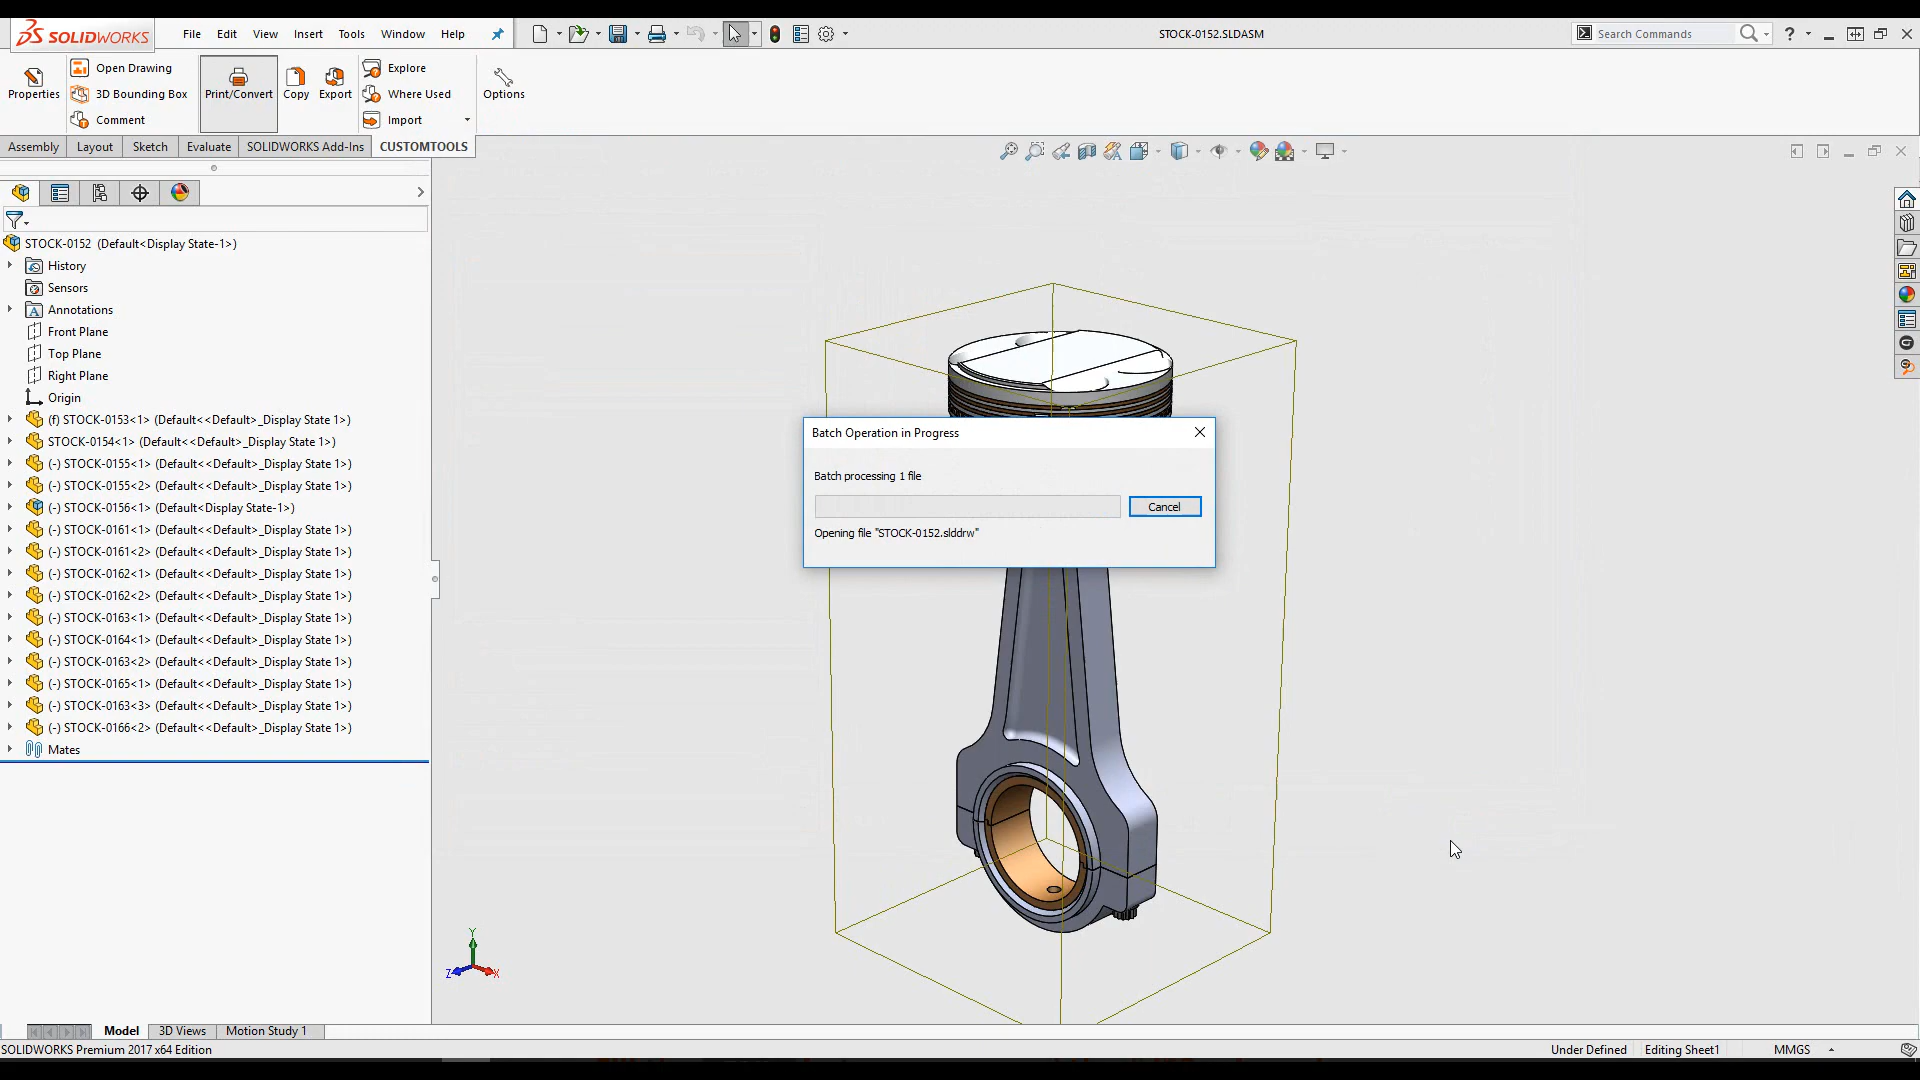 SOLIDWORKS
File Edit View Insert Tools Window Help
STOCK-0152.SLDASM
Search Commands
?
Properties
Open Drawing
3D Bounding Box
Comment
Print/Convert
Copy
Export
Explore
Where Used
Import
Options
Assembly Layout Sketch Evaluate SOLIDWORKS Add-Ins CUSTOMTOOLS
STOCK-0152 (Default<Display State-1>)
History
Sensors
Annotations
Front Plane
Top Plane
Right Plane
Origin
(f) STOCK-0153<1> (Default<<Default>_Display State 1>)
STOCK-0154<1> (Default<<Default>_Display State 1>)
(-) STOCK-0155<1> (Default<<Default>_Display State 1>)
(-) STOCK-0155<2> (Default<<Default>_Display State 1>)
(-) STOCK-0156<1> (Default<Display State-1>)
(-) STOCK-0161<1> (Default<<Default>_Display State 1>)
(-) STOCK-0161<2> (Default<<Default>_Display State 1>)
(-) STOCK-0162<1> (Default<<Default>_Display State 1>)
(-) STOCK-0162<2> (Default<<Default>_Display State 1>)
(-) STOCK-0163<1> (Default<<Default>_Display State 1>)
(-) STOCK-0164<1> (Default<<Default>_Display State 1>)
(-) STOCK-0163<2> (Default<<Default>_Display State 1>)
(-) STOCK-0165<1> (Default<<Default>_Display State 1>)
(-) STOCK-0163<3> (Default<<Default>_Display State 1>)
(-) STOCK-0166<2> (Default<<Default>_Display State 1>)
Mates
Batch Operation in Progress
Batch processing 1 file
Cancel
Opening file "STOCK-0152.slddrw"
Y
Z
X
Model 3D Views Motion Study 1
SOLIDWORKS Premium 2017 x64 Edition
Under Defined Editing Sheet1 MMGS